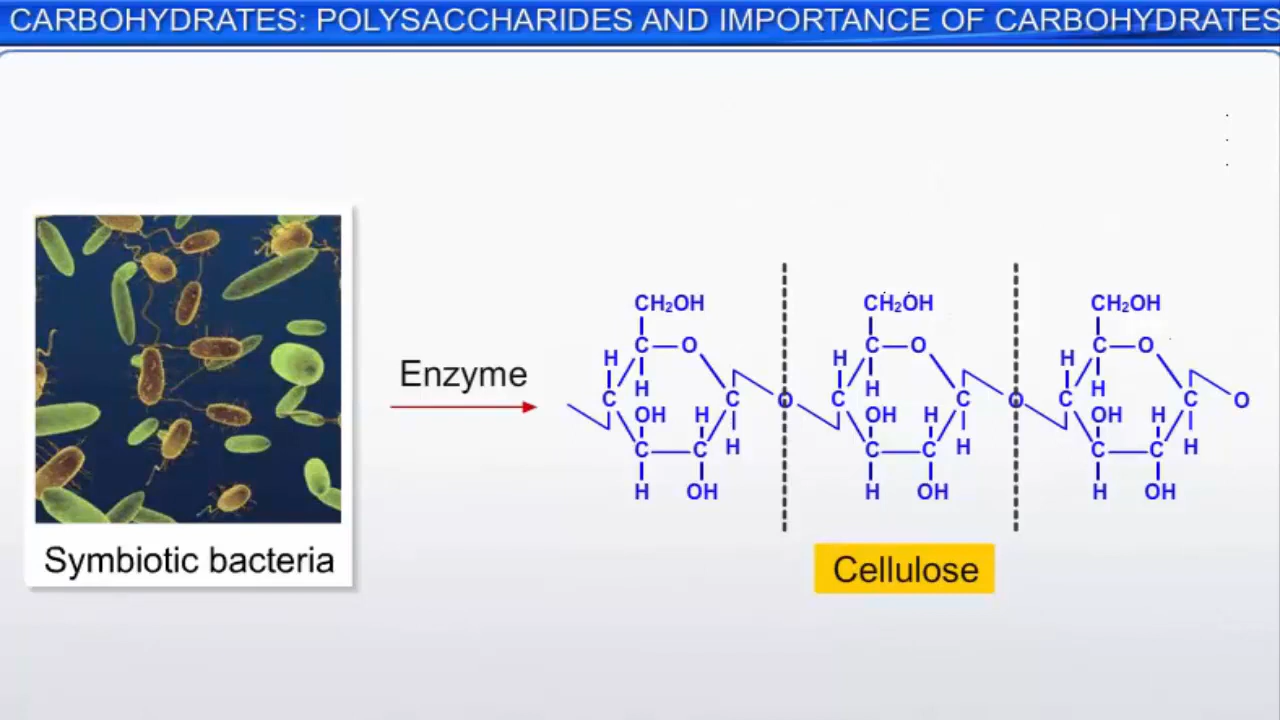 CARBOHYDRATES: POLYSACCHARIDES AND IMPORTANCE OF CARBOHYDRATES
CH₂OH CH₂OH CH₂OH
C O C O C O
H H H
H H H
C C O C C O C C O
OH H OH H OH H
H H H
C C C C C C
H OH H OH H OH
Enzyme
Symbiotic bacteria
Cellulose